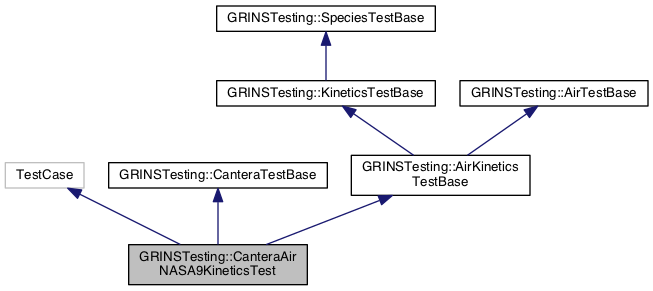 GRINSTesting::SpeciesTestBase
GRINSTesting::KineticsTestBase
GRINSTesting::AirTestBase
TestCase
GRINSTesting::CanteraTestBase
GRINSTesting::AirKinetics
TestBase
GRINSTesting::CanteraAir
NASA9KineticsTest